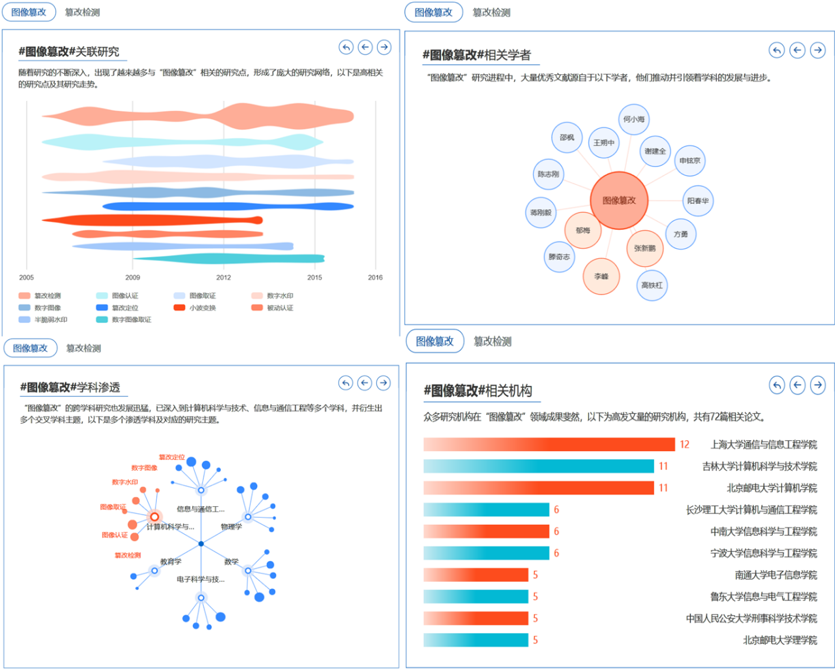 图像篡改 篡改检测
#图像篡改#关联研究
随着研究的不断深入，出现了越来越多与“图像篡改”相关的研究点，形成了庞大的研究网络，以下是高相关
的研究点及其研究走势。
2005 2009 2012 2015 2016
篡改检测 图像认证 图像取证 数字水印
数字图像 篡改定位 小波变换 被动认证
半脆弱水印 数字图像取证
图像篡改 篡改检测
#图像篡改#相关学者
“图像篡改”研究进程中，大量优秀文献源自于以下学者，他们推动并引领着学科的发展与进步。
何小海
邵枫
王朔中
谢建全
申铉京
陈志刚
阳春华
图像篡改
蒋刚毅
郁梅
方勇
张新鹏
滕奇志
李峰
高铁杠
图像篡改 篡改检测
#图像篡改#学科渗透
“图像篡改”的跨学科研究也发展迅猛，已深入到计算机科学与技术、信息与通信工程等多个学科，并衍生出
多个交叉学科主题，以下是多个渗透学科及对应的研究主题。
篡改定位
数字图像
数字水印
图像取证
信息与通信工...
计算机科学与...
物理学
图像认证
篡改检测
教育学
数学
电子科学与技...
图像篡改 篡改检测
#图像篡改#相关机构
众多研究机构在“图像篡改”领域成果斐然，以下为高发文量的研究机构，共有72篇相关论文。
12 上海大学通信与信息工程学院
11 吉林大学计算机科学与技术学院
11 北京邮电大学计算机学院
6 长沙理工大学计算机与通信工程学院
6 中南大学信息科学与工程学院
6 宁波大学信息科学与工程学院
5 南通大学电子信息学院
5 鲁东大学信息与电气工程学院
5 中国人民公安大学刑事科学技术学院
5 北京邮电大学理学院